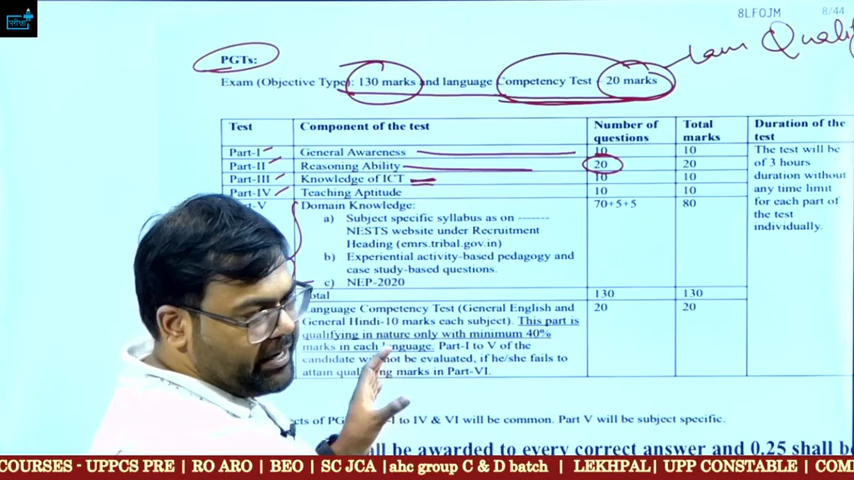 परीक्षा
8LFOJM 8/44
PGTs:
Exam (Objective Type): 130 marks and language Competency Test : 20 marks
Test Component of the test Number of questions Total marks Duration of the test
Part-I General Awareness 10 10 The test will be of 3 hours duration without any time limit for each part of the test individually.
Part-II Reasoning Ability 20 20
Part-III Knowledge of ICT 10 10
Part-IV Teaching Aptitude 10 10
Part-V Domain Knowledge: 70+5+5 80
a) Subject specific syllabus as on -------
NESTS website under Recruitment
Heading (emrs.tribal.gov.in)
b) Experiential activity-based pedagogy and
case study-based questions.
c) NEP-2020
Total 130 130
Language Competency Test (General English and 20 20
General Hindi-10 marks each subject). This part is
qualifying in nature only with minimum 40%
marks in each language. Part-I to V of the
candidate will not be evaluated, if he/she fails to
attain qualifying marks in Part-VI.
to IV & VI will be common. Part V will be subject specific.
be awarded to every correct answer and 0.25 shall be
COURSES - UPPCS PRE | RO ARO | BEO | SC JCA | ahc group C & D batch | LEKHPAL | UPP CONSTABLE |